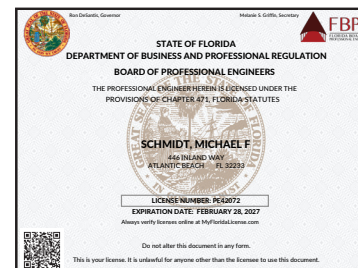 Ron DeSantis, Governor
Melanie S. Griffin, Secretary
FBP
STATE OF FLORIDA
DEPARTMENT OF BUSINESS AND PROFESSIONAL REGULATION
BOARD OF PROFESSIONAL ENGINEERS
THE PROFESSIONAL ENGINEER HEREIN IS LICENSED UNDER THE
PROVISIONS OF CHAPTER 471, FLORIDA STATUTES
SCHMIDT, MICHAEL F
446 INLAND WAY
ATLANTIC BEACH FL 32233
LICENSE NUMBER: PE42072
EXPIRATION DATE: FEBRUARY 28, 2027
Always verify licenses online at MyFloridaLicense.com
Do not alter this document in any form.
This is your license. It is unlawful for anyone other than the licensee to use this document.